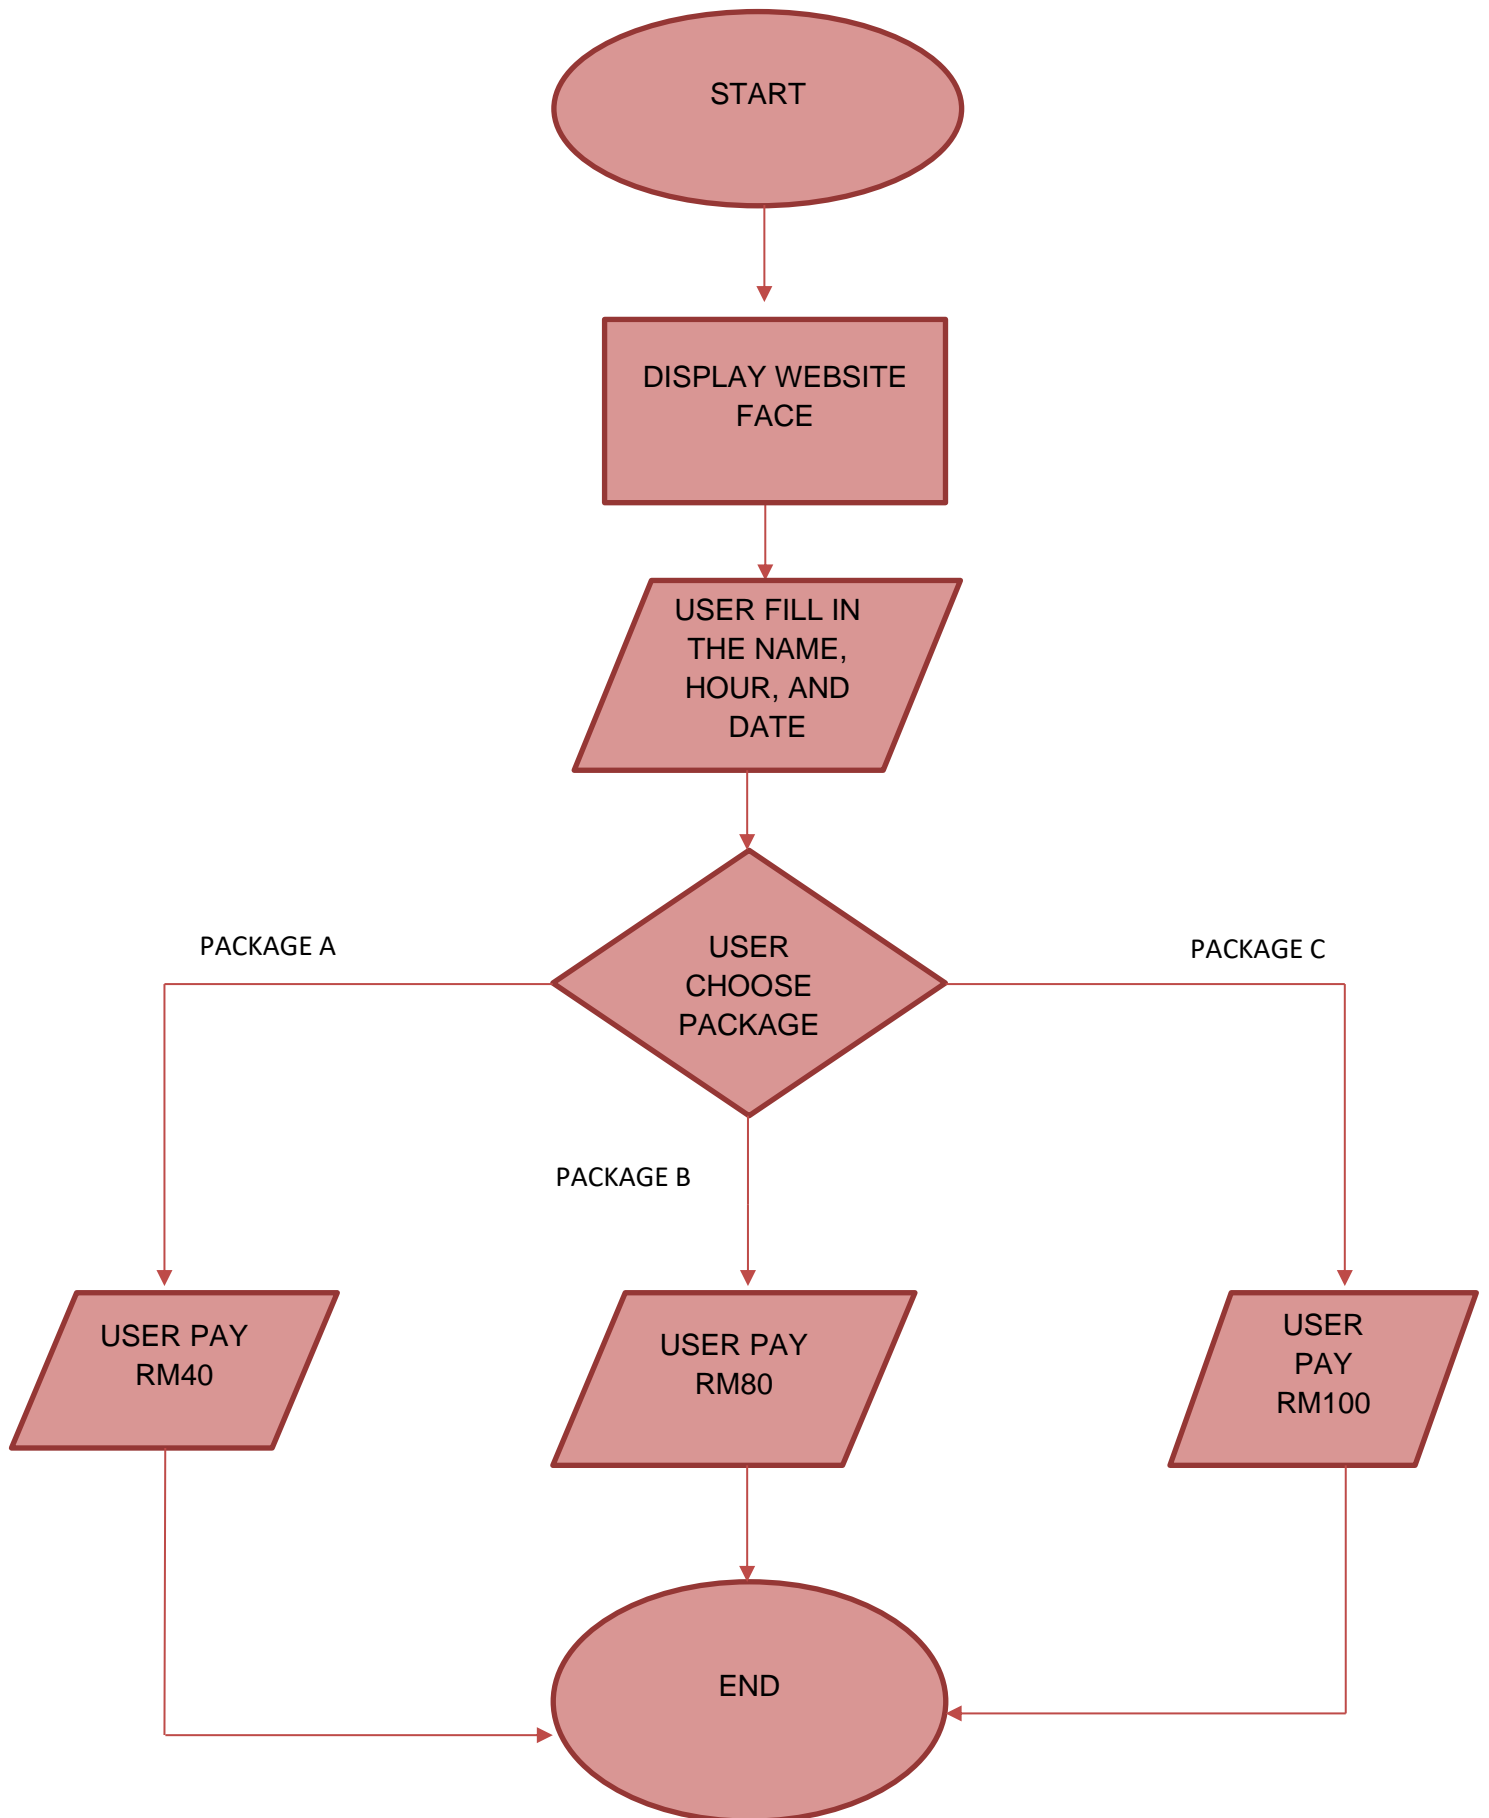 START
DISPLAY WEBSITE
FACE
USER FILL IN
THE NAME,
HOUR, AND
DATE
PACKAGE A
USER
CHOOSE
PACKAGE
PACKAGE C
PACKAGE B
USER PAY
RM40
USER PAY
RM80
USER
PAY
RM100
END